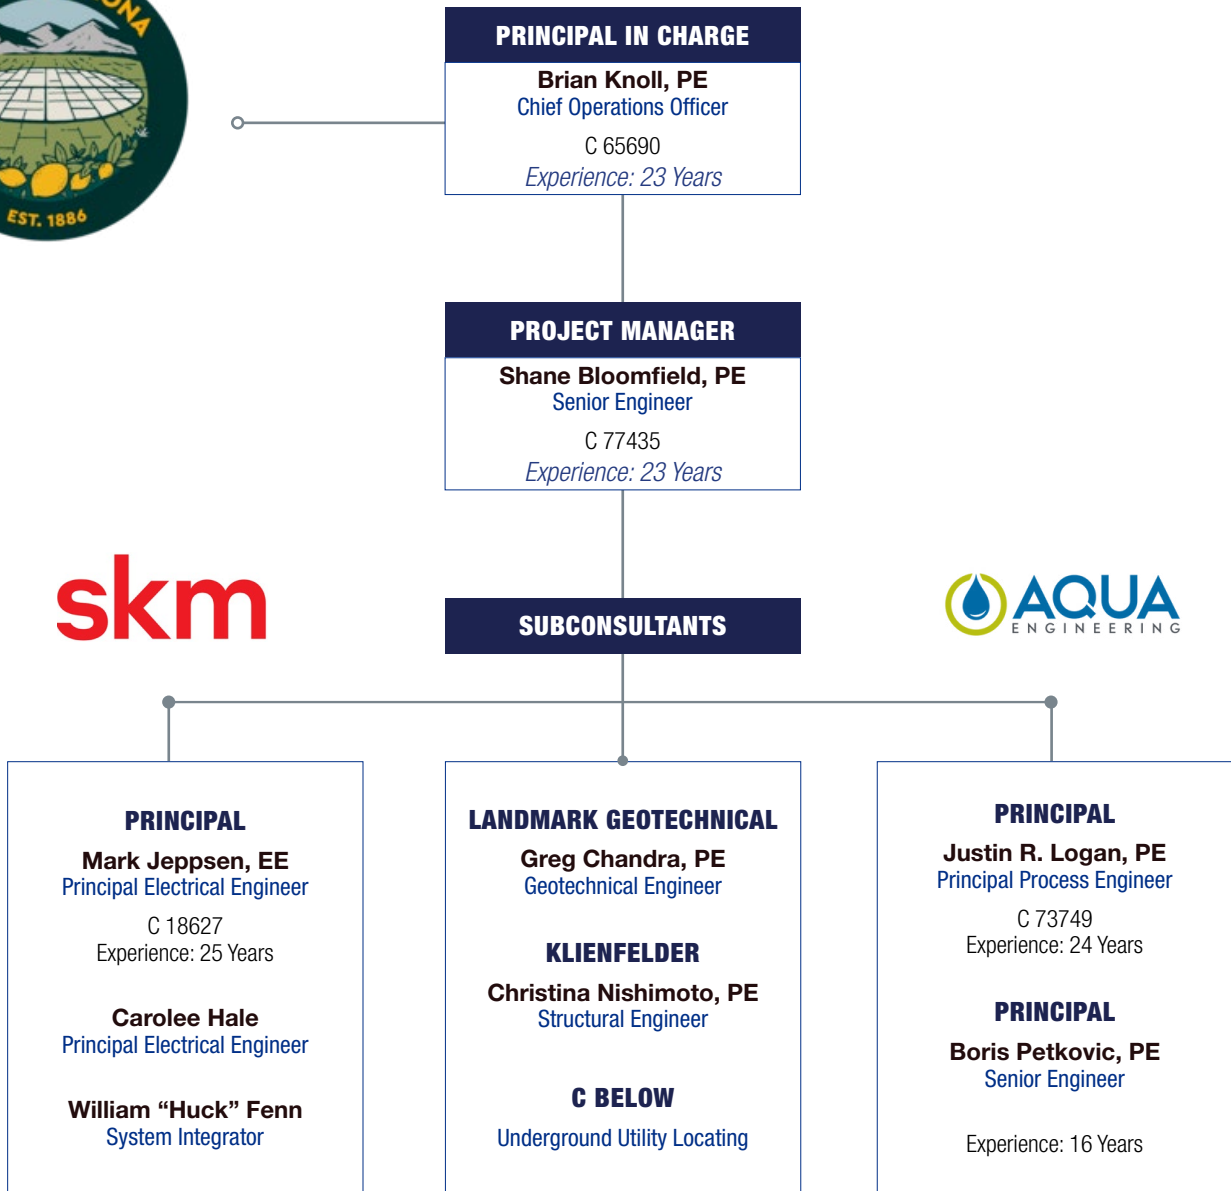 ONA
EST. 1886
PRINCIPAL IN CHARGE
Brian Knoll, PE
Chief Operations Officer
C 65690
Experience: 23 Years
PROJECT MANAGER
Shane Bloomfield, PE
Senior Engineer
C 77435
Experience: 23 Years
skm
SUBCONSULTANTS
AQUA
ENGINEERING
PRINCIPAL
Mark Jeppsen, EE
Principal Electrical Engineer
C 18627
Experience: 25 Years
Carolee Hale
Principal Electrical Engineer
William “Huck” Fenn
System Integrator
LANDMARK GEOTECHNICAL
Greg Chandra, PE
Geotechnical Engineer
KLIENFELDER
Christina Nishimoto, PE
Structural Engineer
C BELOW
Underground Utility Locating
PRINCIPAL
Justin R. Logan, PE
Principal Process Engineer
C 73749
Experience: 24 Years
PRINCIPAL
Boris Petkovic, PE
Senior Engineer
Experience: 16 Years